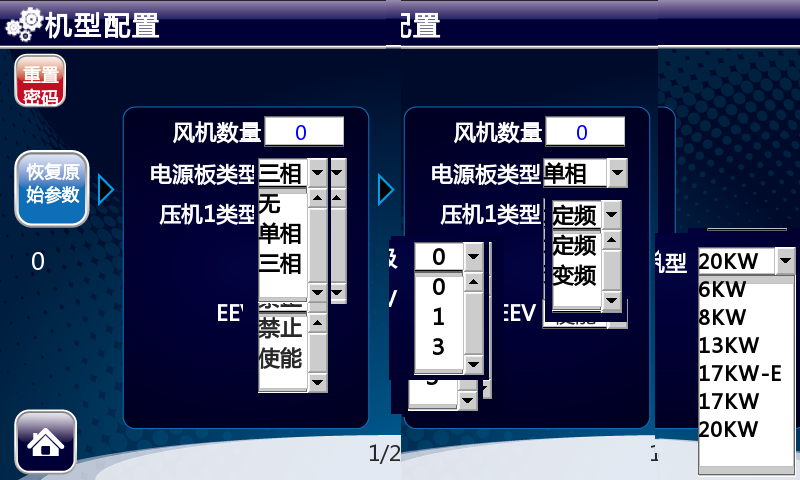 机型配置
配置
重置
密码
风机数量 0
风机数量 0
恢复原
始参数
电源板类型 三相
电源板类型 单相
无
单相
三相
压机1类型
压机1类型 定频
定频
变频
0
0
0
1
3
机型 20KW
6KW
8KW
13KW
17KW-E
17KW
20KW
EEV
EEV
禁止
使能
1/2